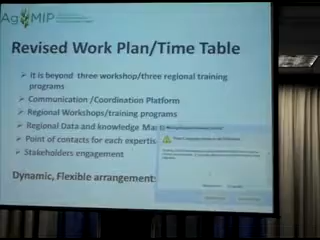 AgMIP
Revised Work Plan/Time Table
It is beyond three workshop/three regional training
programs
Communication /Coordination Platform
Regional Workshops/training programs
Regional Data and knowledge
Point of contacts for each expertis
Stakeholders engagement
Dynamic, Flexible arrangement